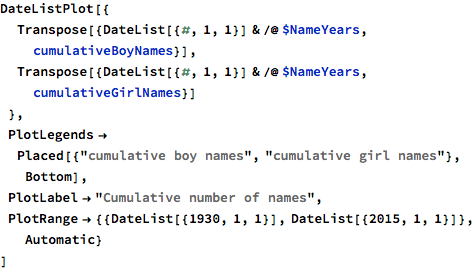 DateListPlot[{
Transpose[{DateList[{#, 1, 1}] & /@ $NameYears,
cumulativeBoyNames}],
Transpose[{DateList[{#, 1, 1}] & /@ $NameYears,
cumulativeGirlNames}]
},
PlotLegends →
Placed[{"cumulative boy names", "cumulative girl names"},
Bottom],
PlotLabel → "Cumulative number of names",
PlotRange → {{DateList[{1930, 1, 1}], DateList[{2015, 1, 1}]},
Automatic}
]